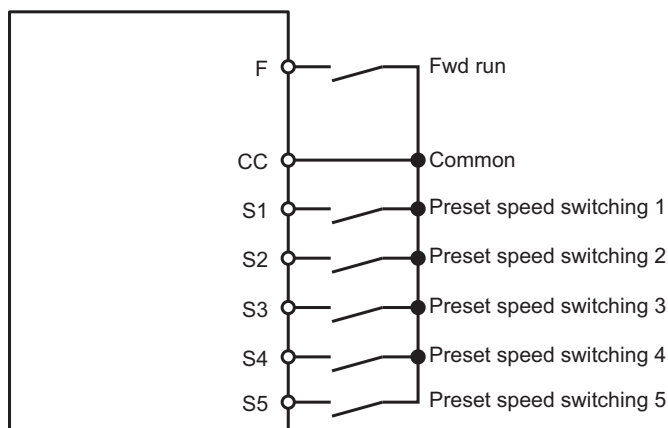 F Fwd run
CC Common
S1 Preset speed switching 1
S2 Preset speed switching 2
S3 Preset speed switching 3
S4 Preset speed switching 4
S5 Preset speed switching 5